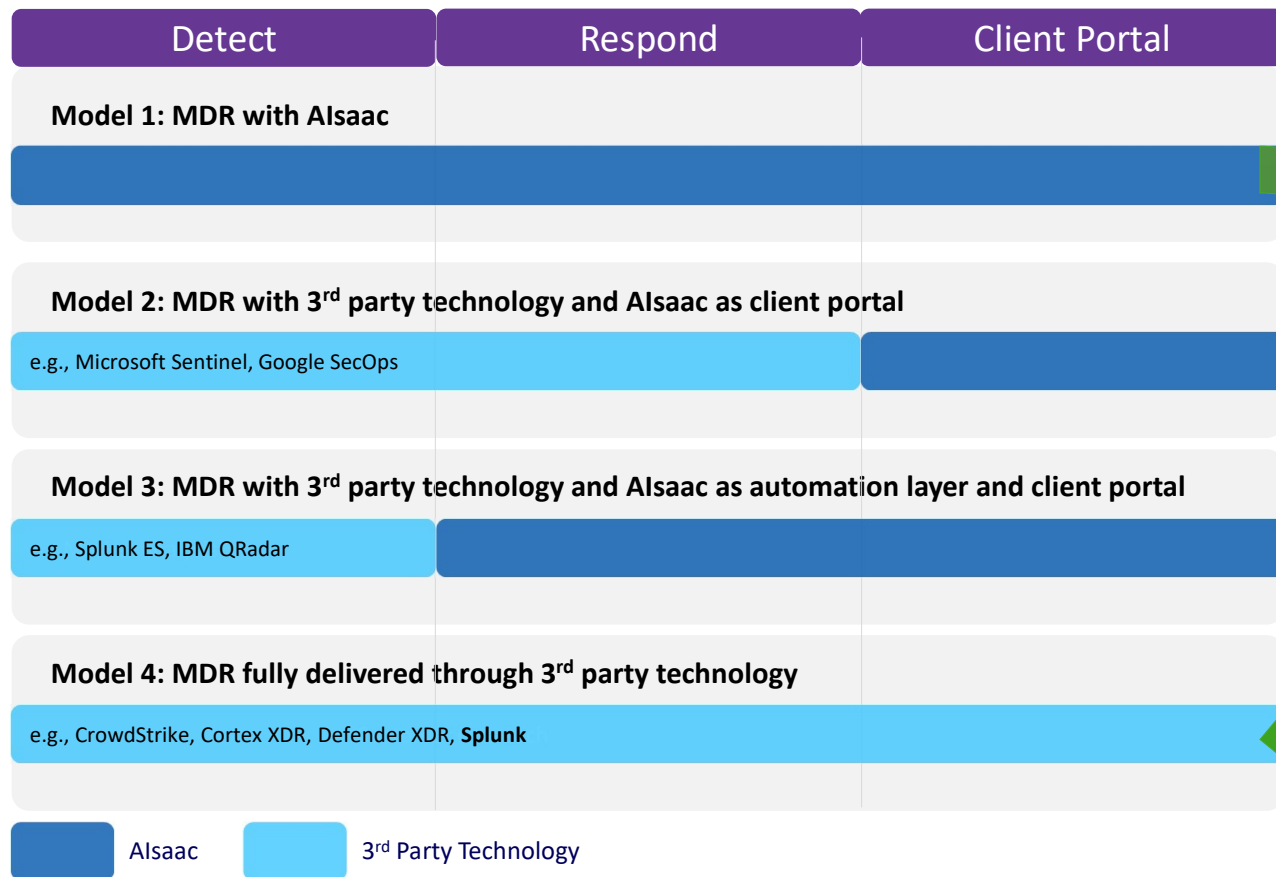 Detect Respond Client Portal
Model 1: MDR with AIsaac
Model 2: MDR with 3rd party technology and AIsaac as client portal
e.g., Microsoft Sentinel, Google SecOps
Model 3: MDR with 3rd party technology and AIsaac as automation layer and client portal
e.g., Splunk ES, IBM QRadar
Model 4: MDR fully delivered through 3rd party technology
e.g., CrowdStrike, Cortex XDR, Defender XDR, Splunk
AIsaac 3rd Party Technology